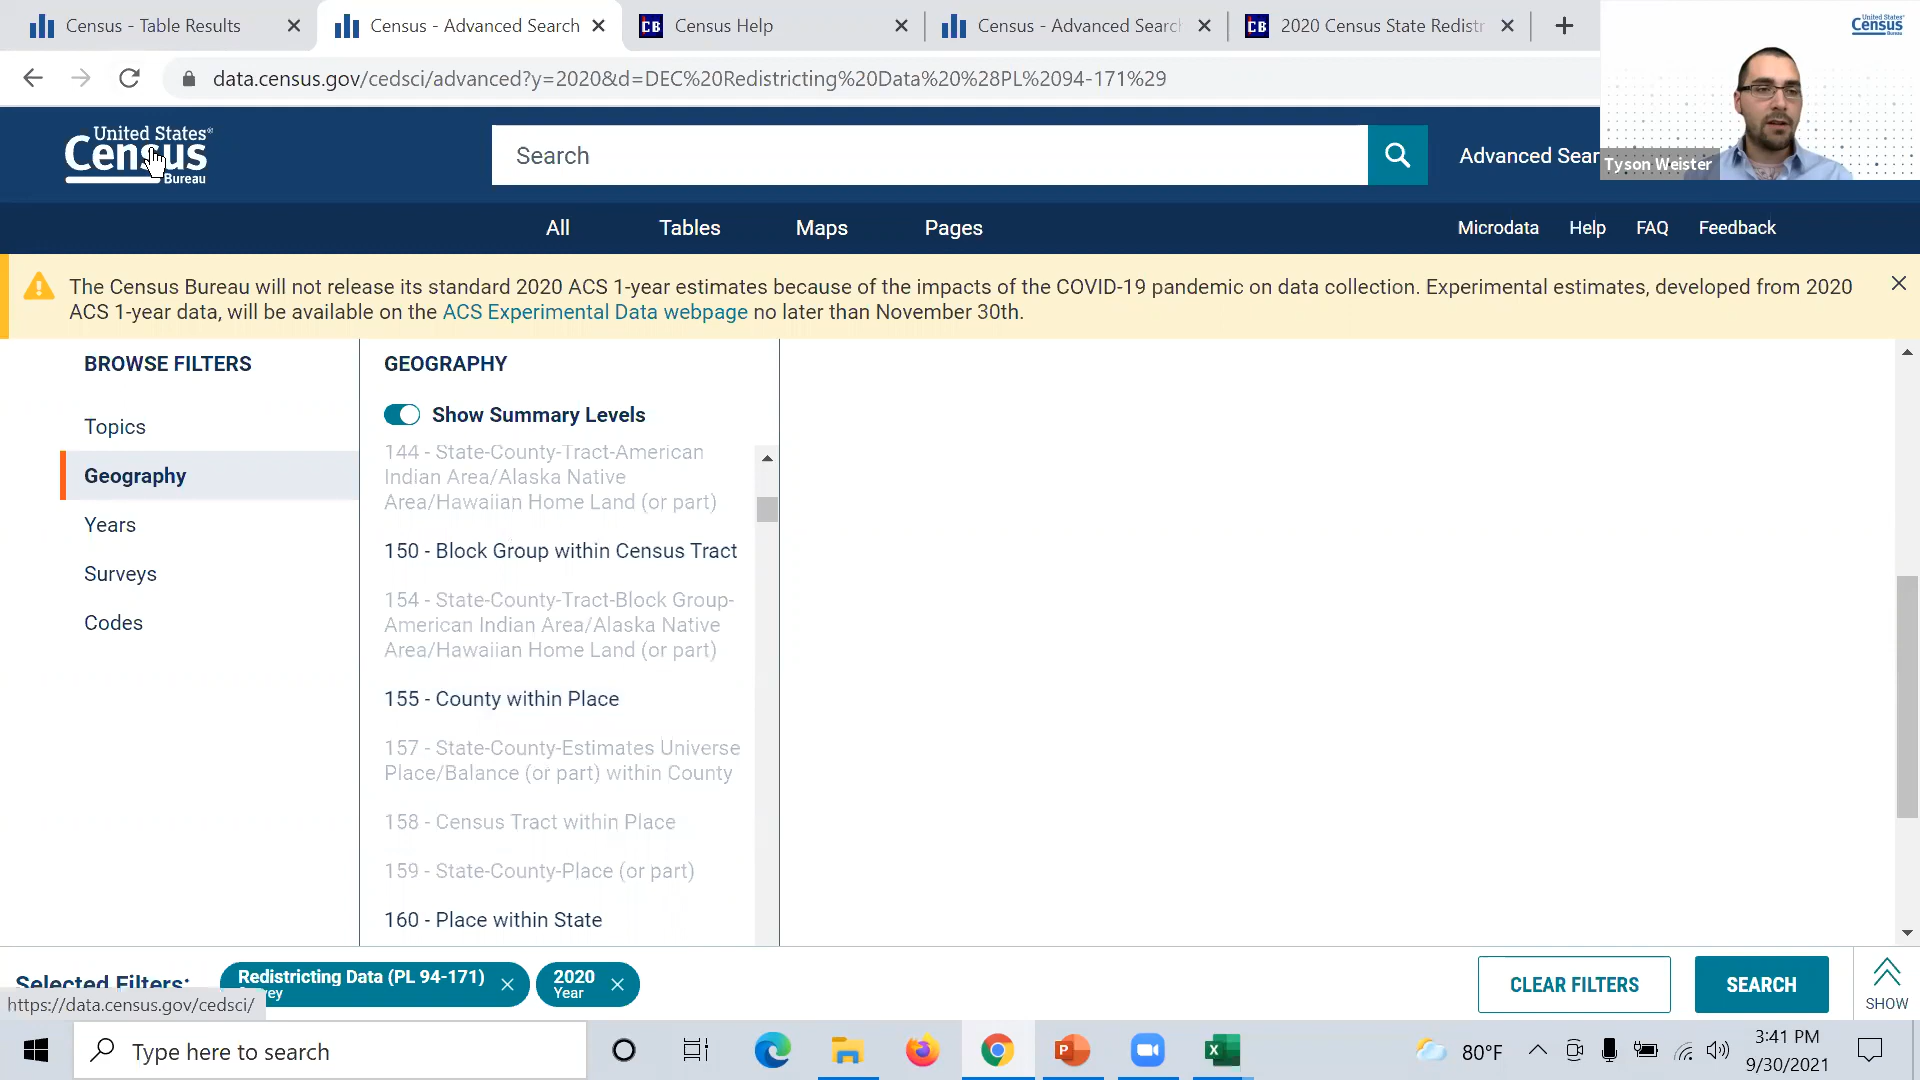 Census - Table Results
Census - Advanced Search
Census Help
Census - Advanced Searc
2020 Census State Redistr
data.census.gov/cedsci/advanced?y=2020&d=DEC%20Redistricting%20Data%20%28PL%2094-171%29
United States
Census
Bureau
United States
Census
Bureau
Tyson Weister
Search
Advanced Sear
All
Tables
Maps
Pages
Microdata
Help
FAQ
Feedback
The Census Bureau will not release its standard 2020 ACS 1-year estimates because of the impacts of the COVID-19 pandemic on data collection. Experimental estimates, developed from 2020
ACS 1-year data, will be available on the ACS Experimental Data webpage no later than November 30th.
BROWSE FILTERS
Topics
Geography
Years
Surveys
Codes
GEOGRAPHY
Show Summary Levels
144 - State-County-Tract-American
Indian Area/Alaska Native
Area/Hawaiian Home Land (or part)
150 - Block Group within Census Tract
154 - State-County-Tract-Block Group-
American Indian Area/Alaska Native
Area/Hawaiian Home Land (or part)
155 - County within Place
157 - State-County-Estimates Universe
Place/Balance (or part) within County
158 - Census Tract within Place
159 - State-County-Place (or part)
160 - Place within State
Selected Filters:
Redistricting Data (PL 94-171)
vey
2020
Year
CLEAR FILTERS
SEARCH
SHOW
https://data.census.gov/cedsci/
Type here to search
80°F
3:41 PM
9/30/2021